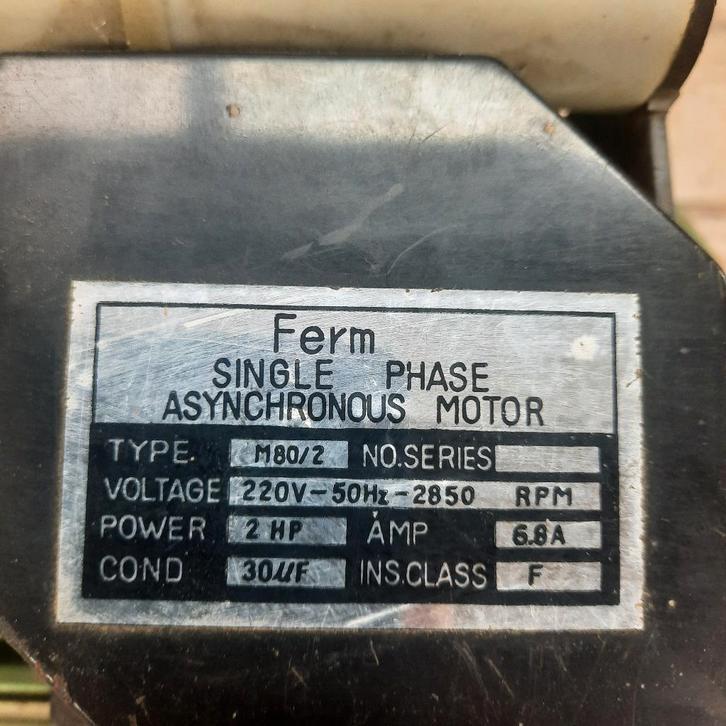 Ferm
SINGLE PHASE
ASYNCHRONOUS MOTOR
TYPE. M80/2 NO.SERIES
VOLTAGE 220V-50Hz-2850 RPM
POWER 2 HP AMP 6.8A
COND 30µF INS.CLASS F